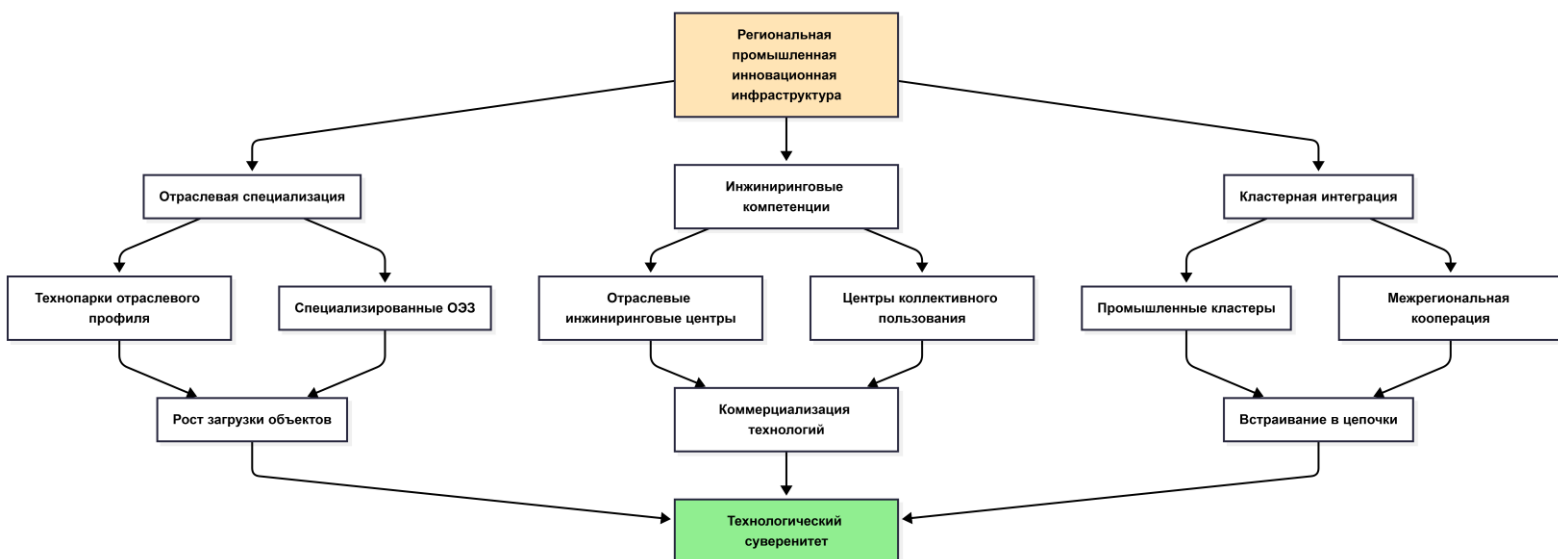 Региональная
промышленная
инновационная
инфраструктура
Отраслевая специализация
Инжиниринговые
компетенции
Кластерная интеграция
Технопарки отраслевого
профиля
Специализированные ОЭЗ
Отраслевые
инжиниринговые центры
Центры коллективного
пользования
Промышленные кластеры
Межрегиональная
кооперация
Рост загрузки объектов
Коммерциализация
технологий
Встраивание в цепочки
Технологический
суверенитет